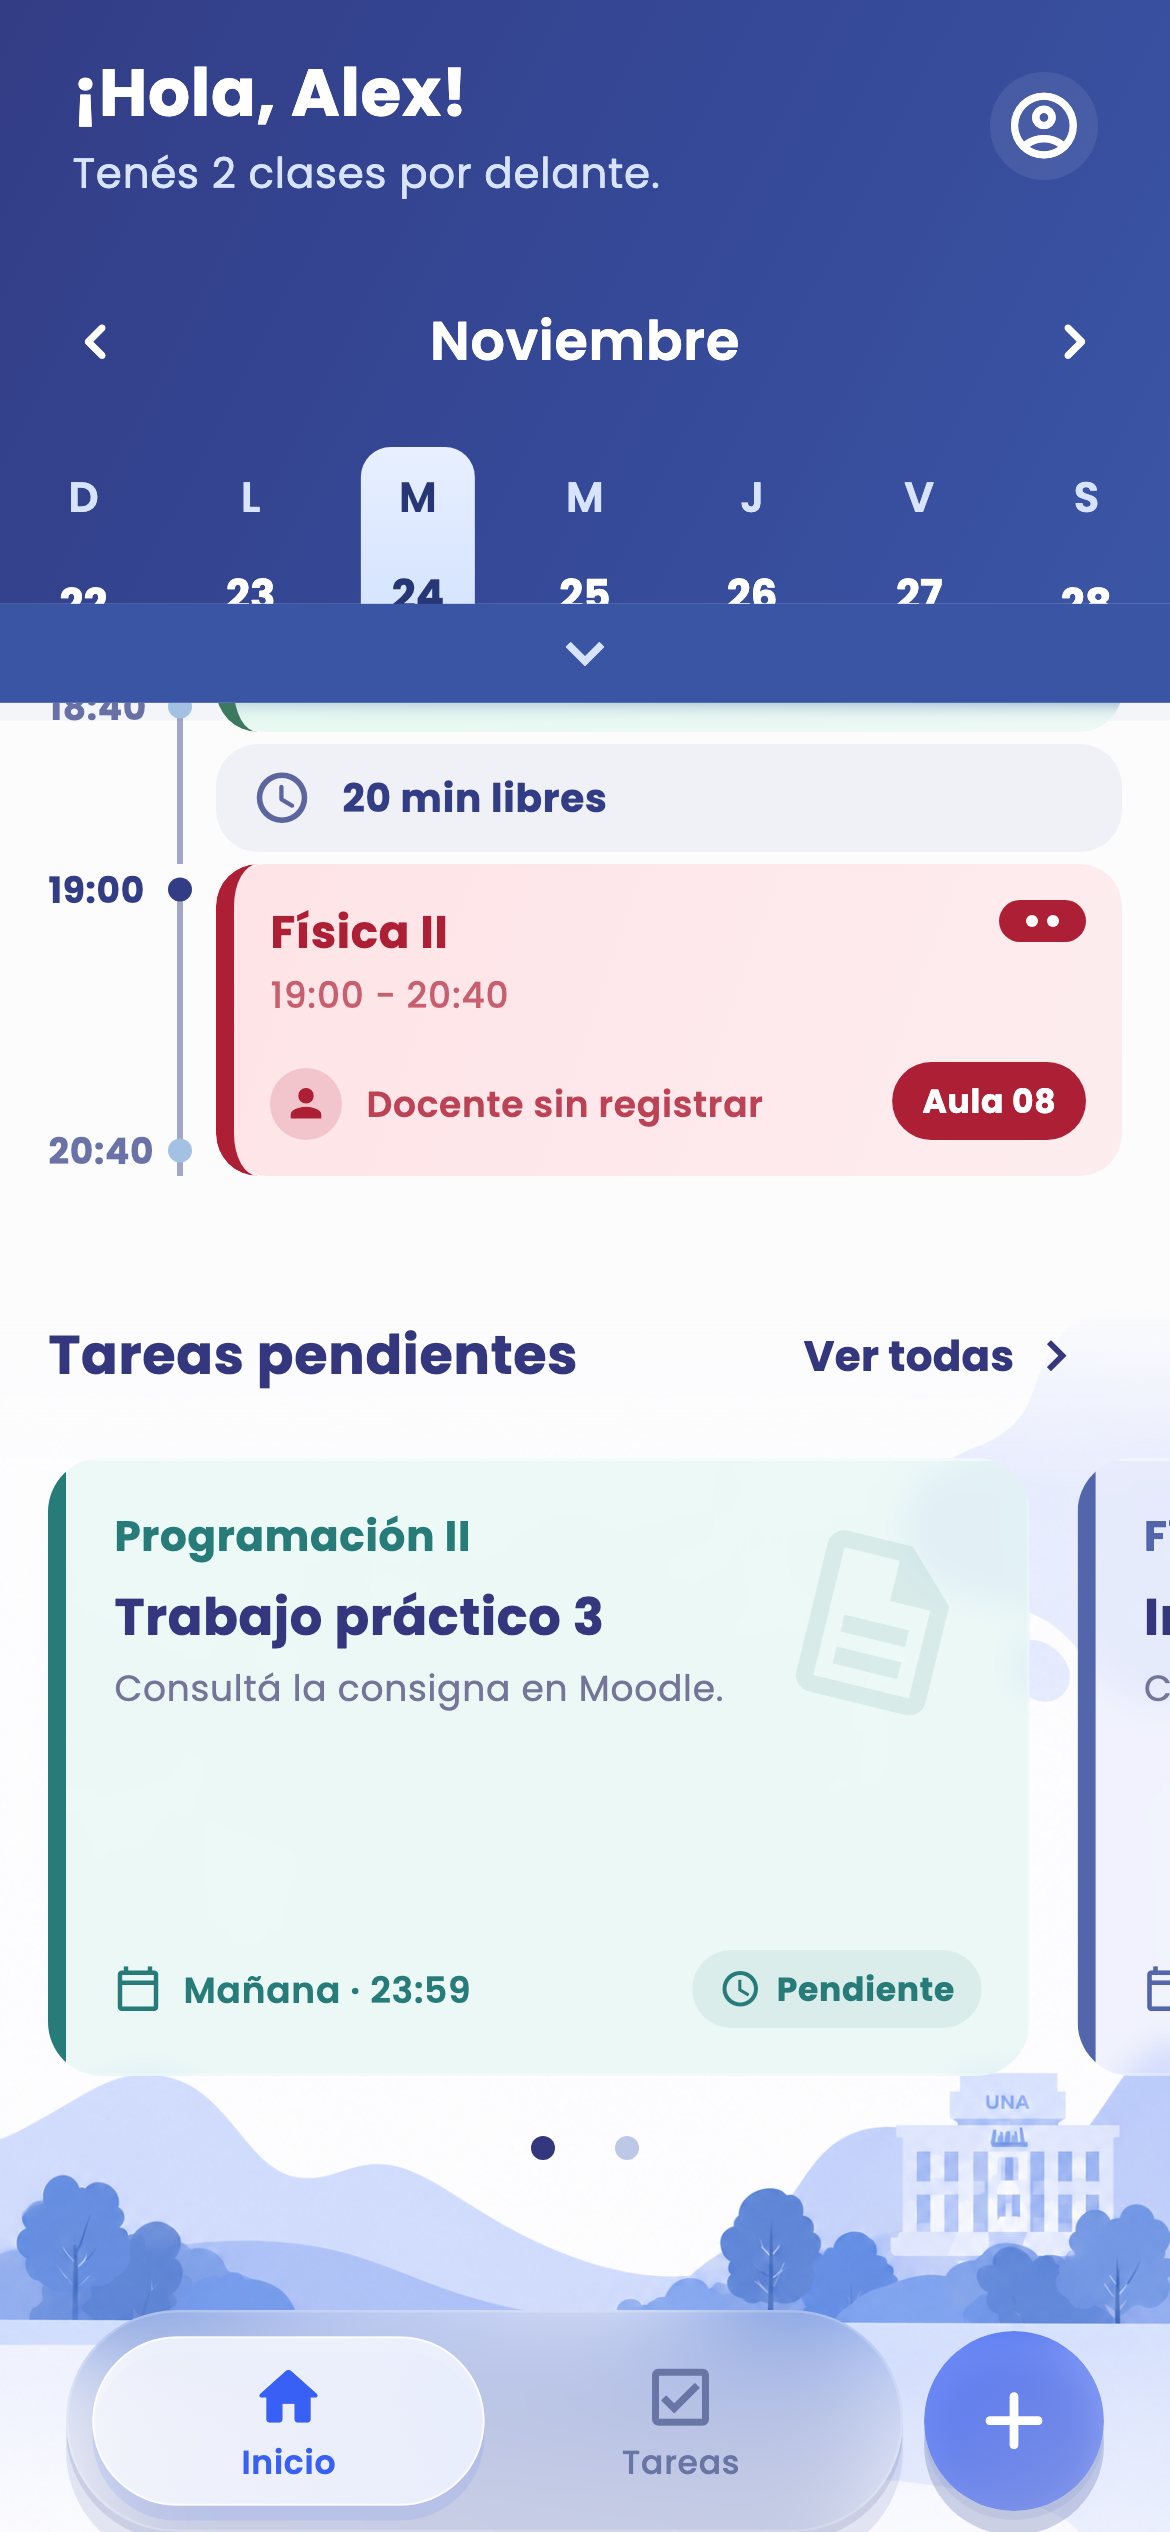 ¡Hola, Alex!
Tenés 2 clases por delante.
Noviembre
D L M M J V S
22 23 24 25 26 27 28
18:40
20 min libres
19:00
Física II
19:00 - 20:40
Docente sin registrar
Aula 08
20:40
Tareas pendientes
Ver todas
Programación II
Trabajo práctico 3
Consultá la consigna en Moodle.
Mañana · 23:59
Pendiente
UNA
Inicio
Tareas